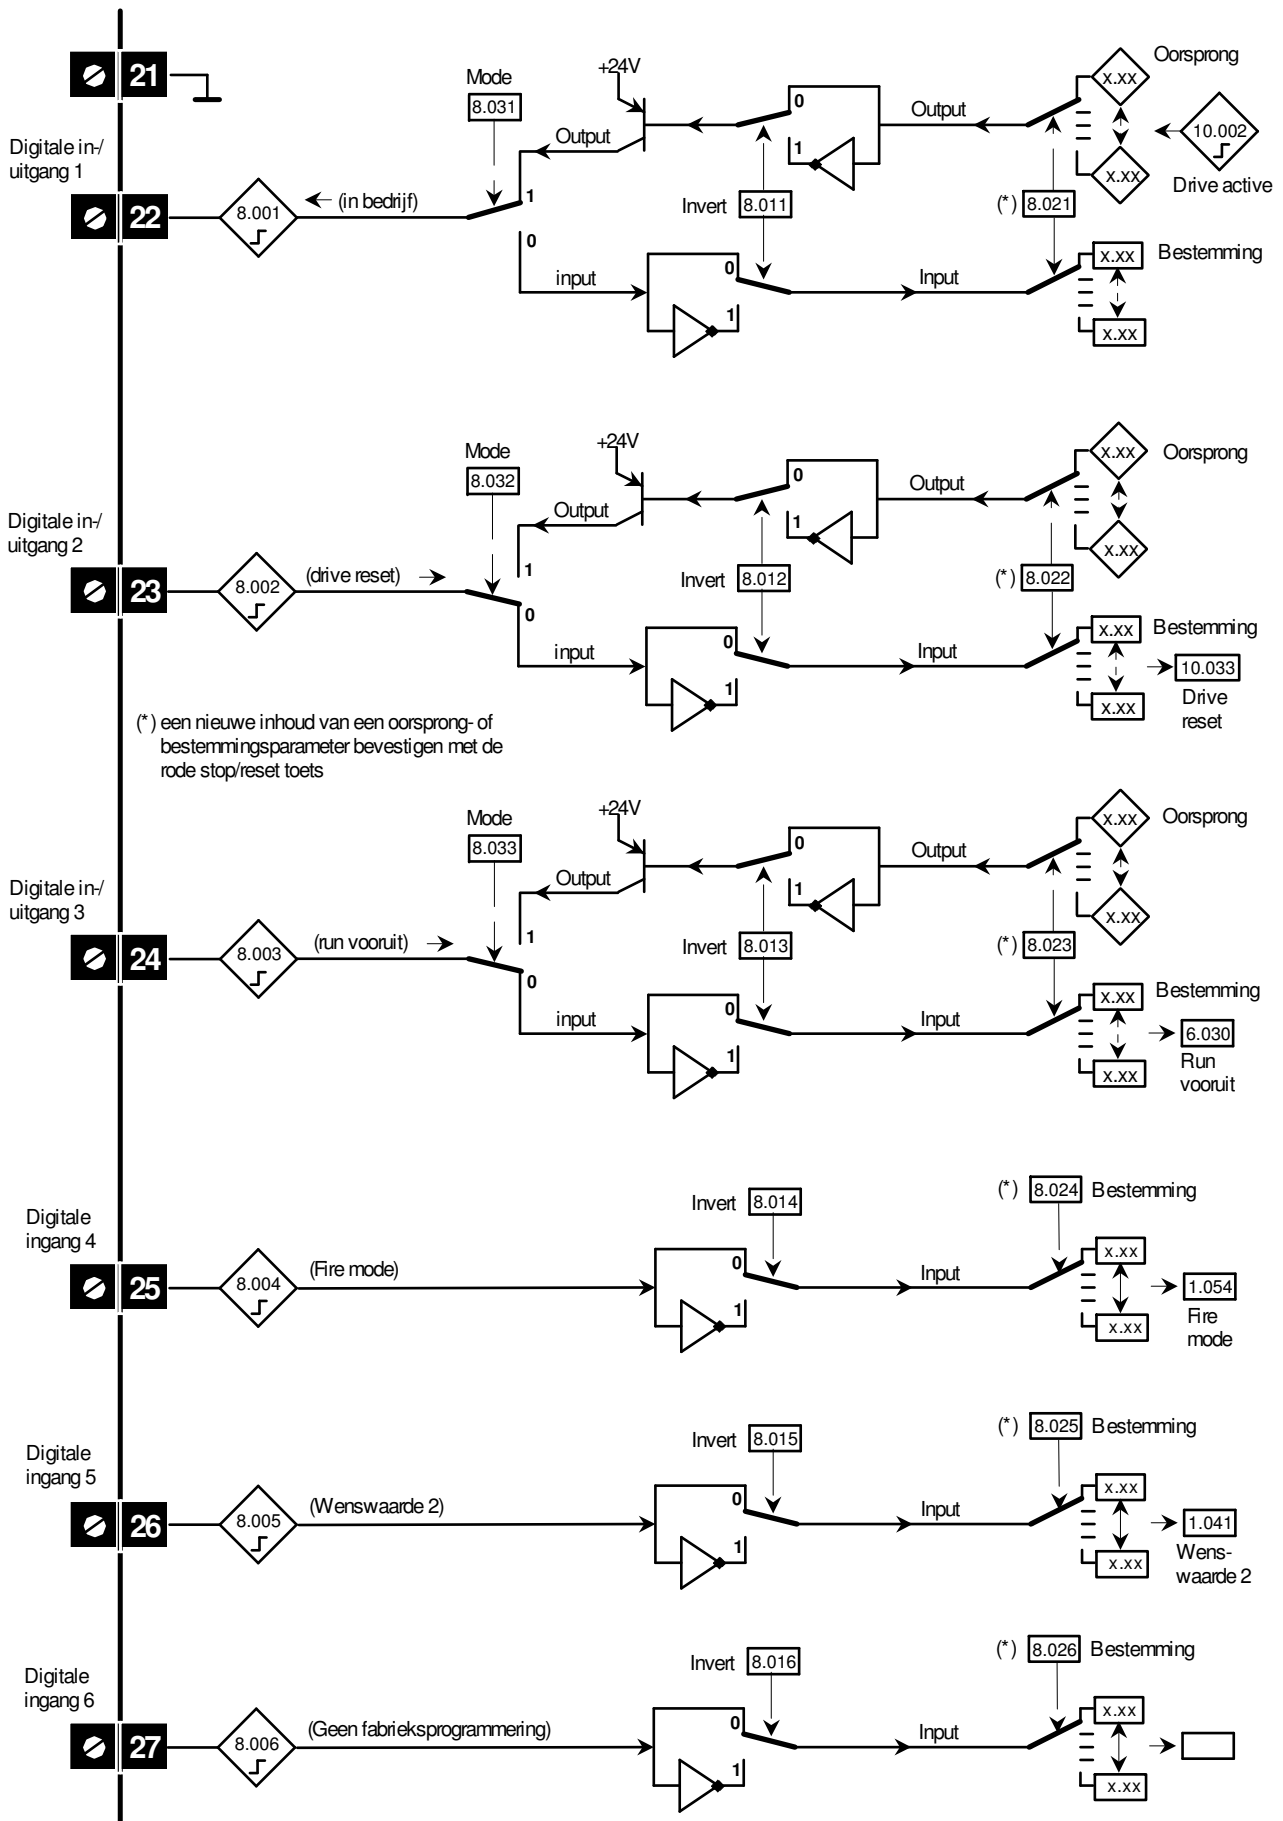 21
Digitale in-/
uitgang 1
22
8.001
(in bedrijf)
Mode
8.031
1
0
Output
+24V
input
Invert
8.011
0
1
0
1
Output
Input
(*)
8.021
x.xx
x.xx
Oorsprong
10.002
Drive active
x.xx
Bestemming
x.xx
Digitale in-/
uitgang 2
23
8.002
(drive reset)
Mode
8.032
1
0
Output
+24V
input
Invert
8.012
0
1
0
1
Output
Input
(*)
8.022
x.xx
x.xx
Oorsprong
x.xx
Bestemming
x.xx
10.033
Drive
reset
(*) een nieuwe inhoud van een oorsprong- of
bestemmingsparameter bevestigen met de
rode stop/reset toets
Digitale in-/
uitgang 3
24
8.003
(run vooruit)
Mode
8.033
1
0
Output
+24V
input
Invert
8.013
0
1
0
1
Output
Input
(*)
8.023
x.xx
x.xx
Oorsprong
x.xx
Bestemming
x.xx
6.030
Run
vooruit
Digitale
ingang 4
25
8.004
(Fire mode)
Invert
8.014
0
1
Input
(*)
8.024
Bestemming
x.xx
x.xx
1.054
Fire
mode
Digitale
ingang 5
26
8.005
(Wenswaarde 2)
Invert
8.015
0
1
Input
(*)
8.025
Bestemming
x.xx
x.xx
1.041
Wens-
waarde 2
Digitale
ingang 6
27
8.006
(Geen fabrieksprogrammering)
Invert
8.016
0
1
Input
(*)
8.026
Bestemming
x.xx
x.xx